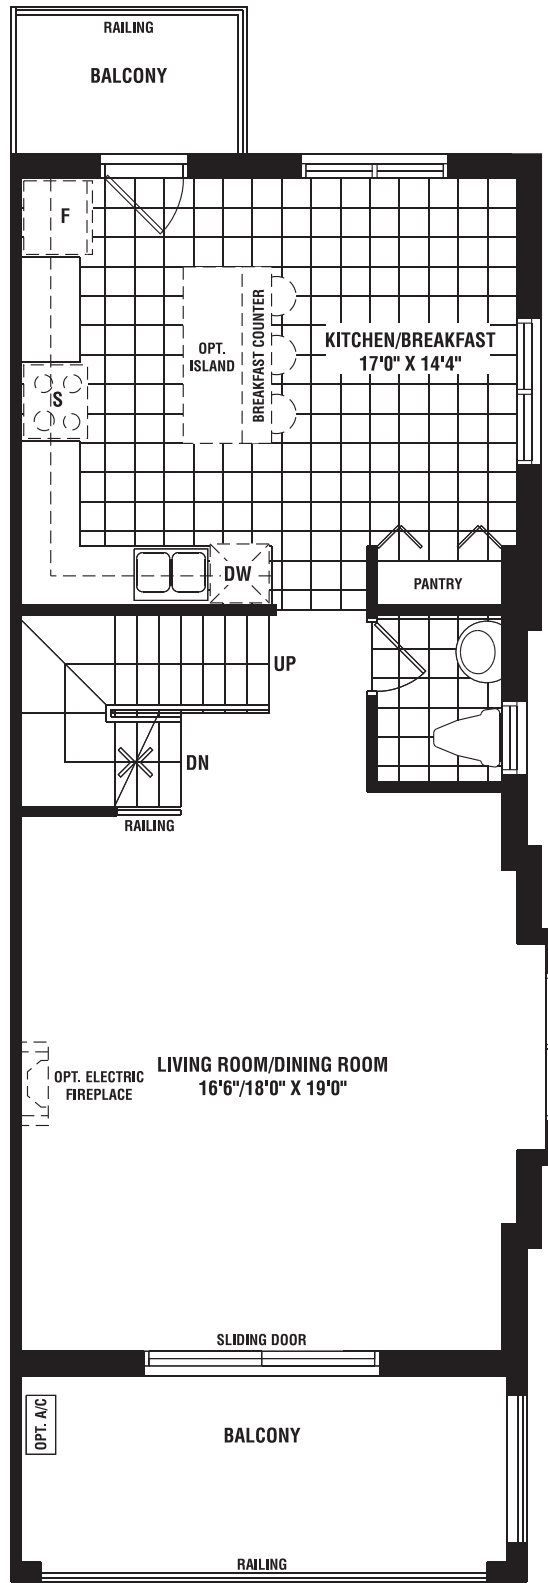 RAILING
BALCONY
F
KITCHEN/BREAKFAST
17'0" X 14'4"
OPT.
ISLAND
BREAKFAST COUNTER
S
DW
PANTRY
UP
DN
RAILING
LIVING ROOM/DINING ROOM
16'6"/18'0" X 19'0"
OPT. ELECTRIC
FIREPLACE
SLIDING DOOR
OPT. A/C
BALCONY
RAILING